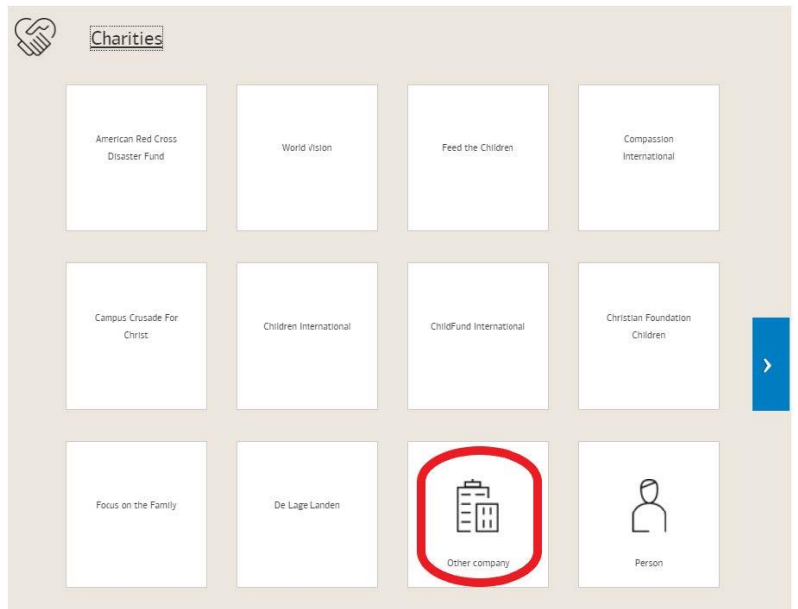 Charities
American Red Cross
Disaster Fund
World Vision
Feed the Children
Compassion
International
Campus Crusade For
Christ
Children International
ChildFund International
Christian Foundation
Children
Focus on the Family
De Lage Landen
Other company
Person